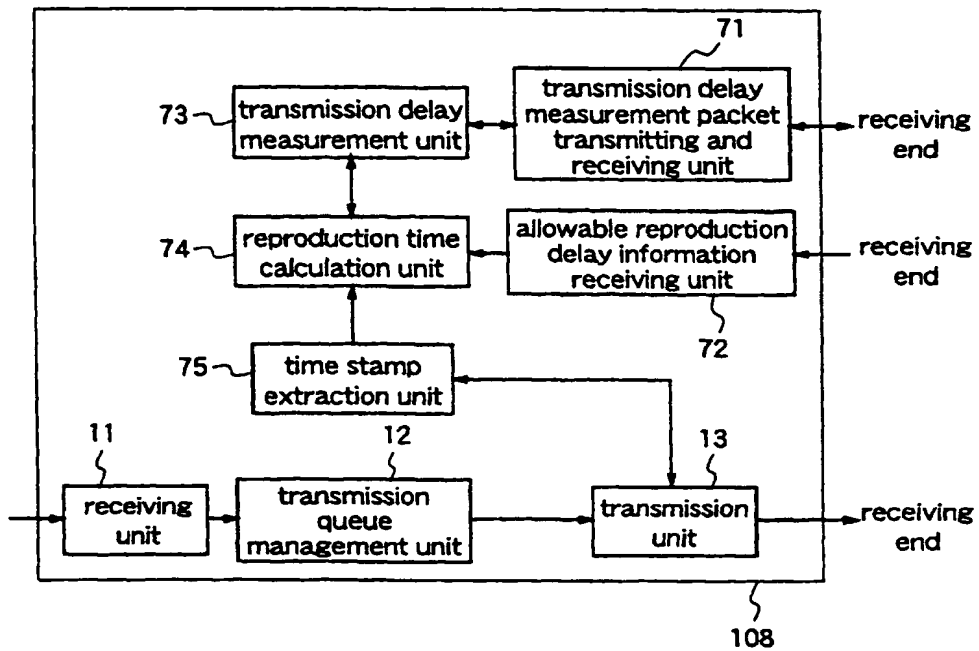 71
transmission delay
measurement packet
transmitting and
receiving unit
receiving
end
73
transmission delay
measurement unit
74
reproduction time
calculation unit
allowable reproduction
delay information
receiving unit
receiving
end
72
75
time stamp
extraction unit
11
receiving
unit
12
transmission
queue
management unit
13
transmission
unit
receiving
end
108